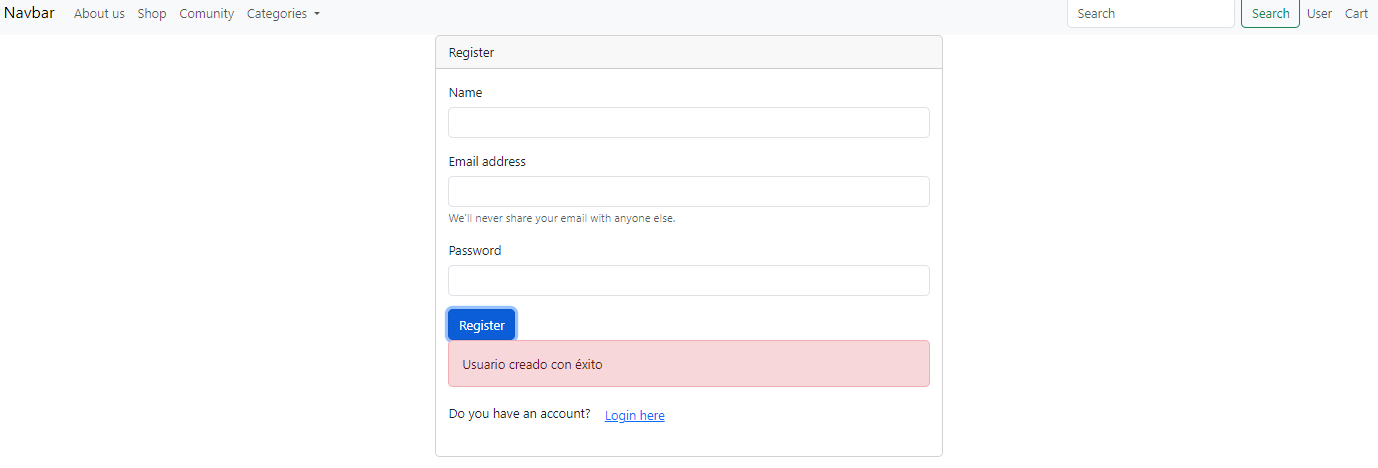 Navbar About us Shop Comunity Categories Search Search User Cart
Register
Name
Email address
We'll never share your email with anyone else.
Password
Register
Usuario creado con éxito
Do you have an account? Login here